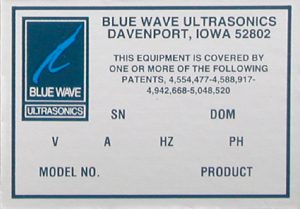 BLUE WAVE ULTRASONICS
DAVENPORT, IOWA 52802
THIS EQUIPMENT IS COVERED BY
ONE OR MORE OF THE FOLLOWING
PATENTS, 4,554,477-4,588,917-
4,942,668-5,048,520
BLUE WAVE
ULTRASONICS
SN DOM
V A HZ PH
MODEL NO. PRODUCT